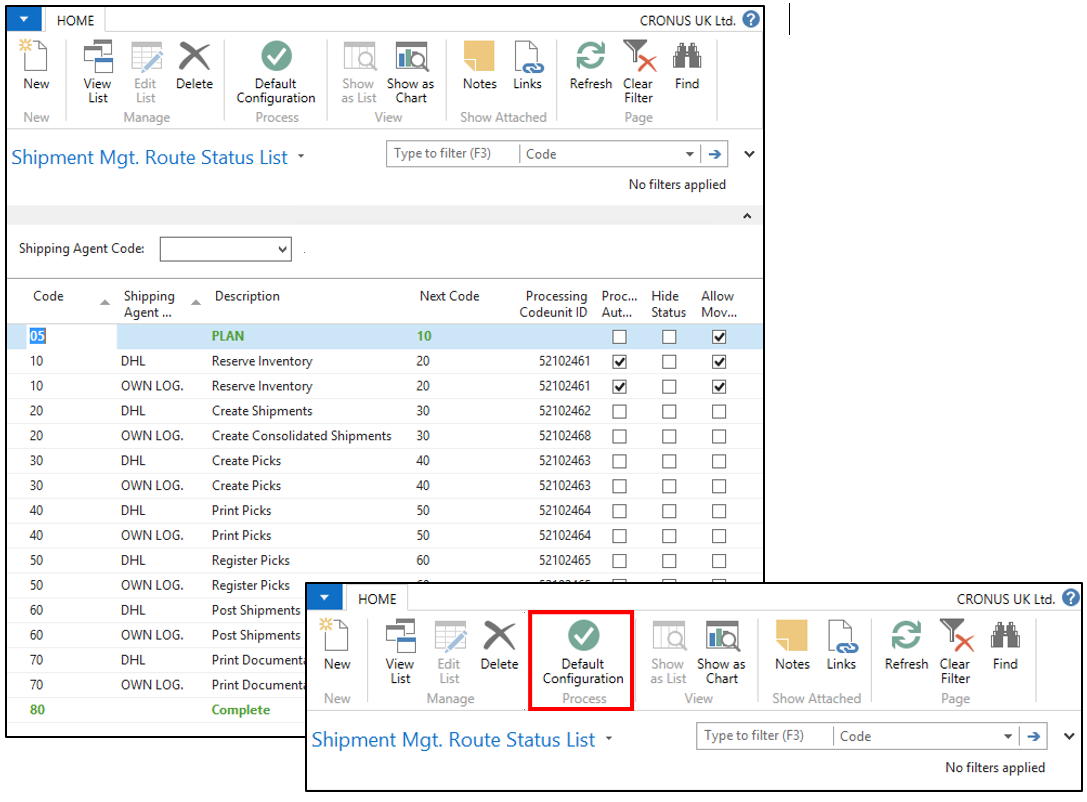 HOME
CRONUS UK Ltd.
New
View List
Edit List
Delete
Default Configuration
Show as List
Show as Chart
Notes
Links
Refresh
Clear Filter
Find
New
Manage
Process
View
Show Attached
Page
Shipment Mgt. Route Status List
Type to filter (F3)
Code
No filters applied
Shipping Agent Code:
Code Shipping Agent ... Description Next Code Processing Codeunit ID Proc... Aut... Hide Status Allow Mov...
05 PLAN 10
10 DHL Reserve Inventory 20 52102461
10 OWN LOG. Reserve Inventory 20 52102461
20 DHL Create Shipments 30 52102462
20 OWN LOG. Create Consolidated Shipments 30 52102468
30 DHL Create Picks 40 52102463
30 OWN LOG. Create Picks 40 52102463
40 DHL Print Picks 50 52102464
40 OWN LOG. Print Picks 50 52102464
50 DHL Register Picks 60 52102465
50 OWN LOG. Register Picks
60 DHL Post Shipments
60 OWN LOG. Post Shipments
70 DHL Print Documenta
70 OWN LOG. Print Documenta
80 Complete
HOME
CRONUS UK Ltd.
New
View List
Edit List
Delete
Default Configuration
Show as List
Show as Chart
Notes
Links
Refresh
Clear Filter
Find
New
Manage
Process
View
Show Attached
Page
Shipment Mgt. Route Status List
Type to filter (F3)
Code
No filters applied